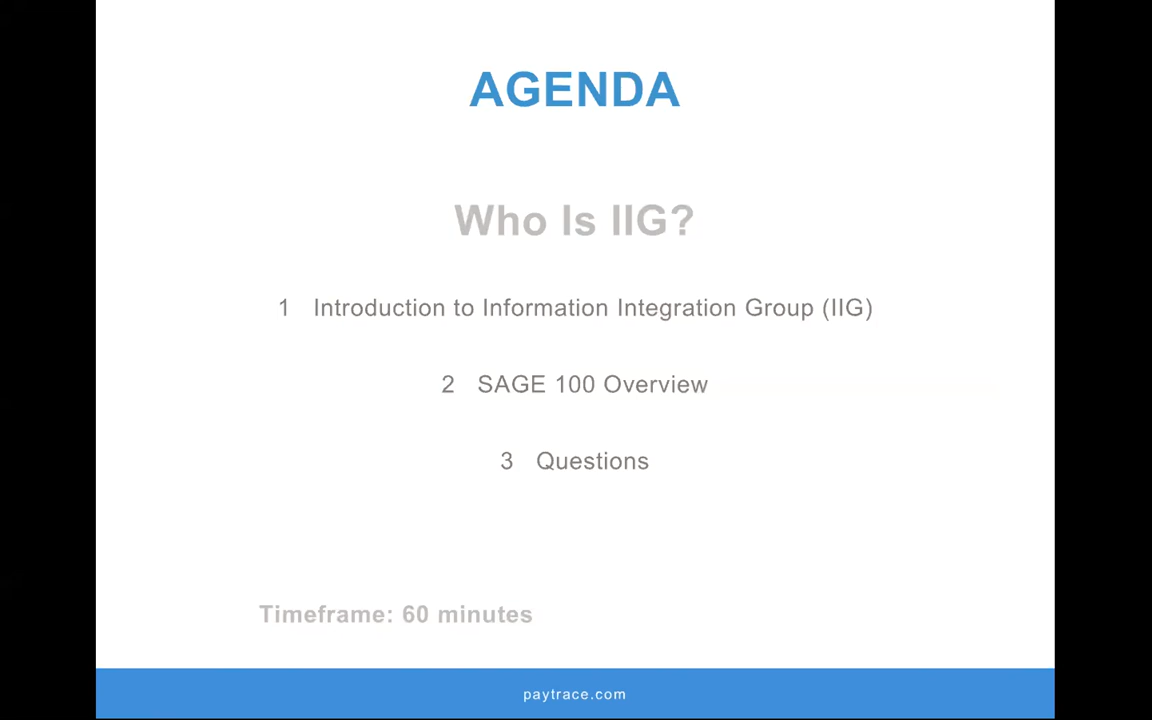 AGENDA
Who Is IIG?
1 Introduction to Information Integration Group (IIG)
2 SAGE 100 Overview
3 Questions
Timeframe: 60 minutes
paytrace.com